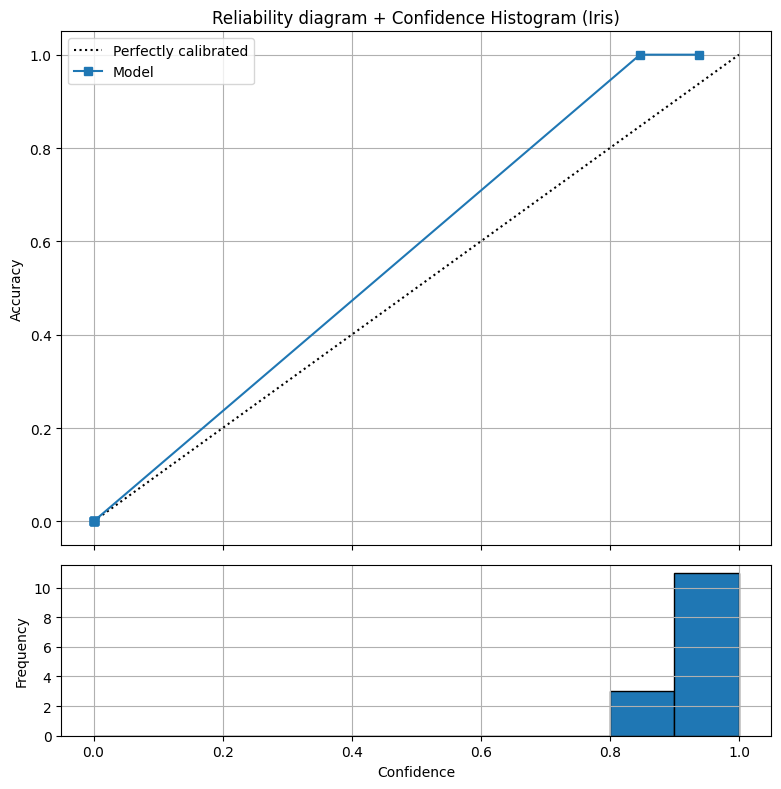 Reliability diagram + Confidence Histogram (Iris)
Perfectly calibrated
Model
1.0
0.8
0.6
0.4
0.2
0.0
Accuracy
10
8
6
4
2
0
Frequency
0.0 0.2 0.4 0.6 0.8 1.0
Confidence